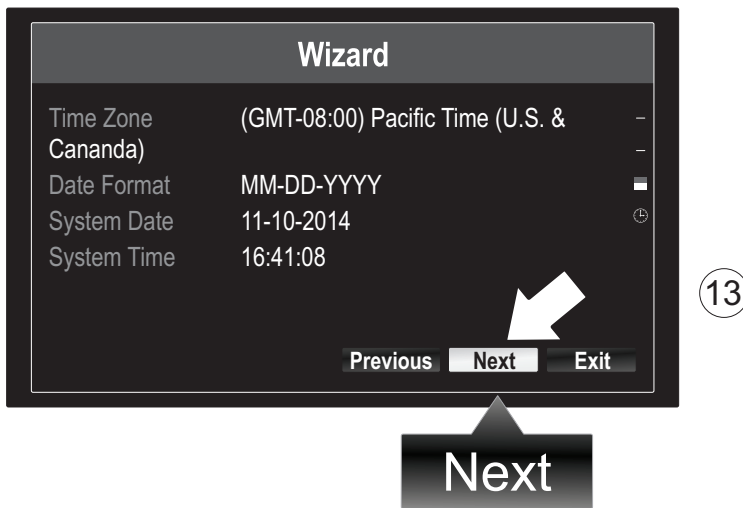 Wizard
Time Zone (GMT-08:00) Pacific Time (U.S. &
Cananda)
Date Format MM-DD-YYYY
System Date 11-10-2014
System Time 16:41:08
13
Previous Next Exit
Next